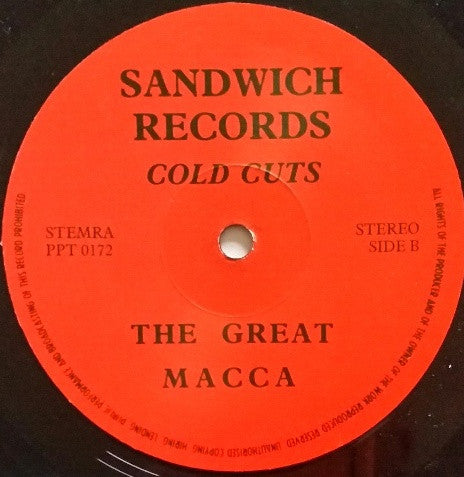 SANDWICH
RECORDS
COLD CUTS
STEMRA
PPT 0172
STEREO
SIDE B
THE GREAT
MACCA
ALL RIGHTS OF THE PRODUCER AND OF THE OWNER OF THE WORK REPRODUCED RESERVED UNAUTHORISED COPYING HIRING LENDING PUBLIC PERFORMANCE AND BROADCASTING OF THIS RECORD PROHIBITED